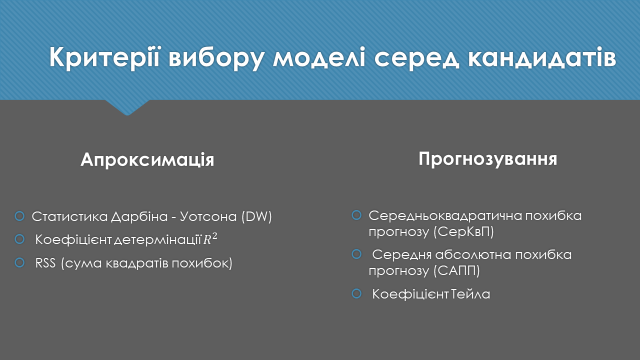 Критерії вибору моделі серед кандидатів
Апроксимація
Статистика Дарбіна - Уотсона (DW)
Коефіцієнт детермінації R²
RSS (сума квадратів похибок)
Прогнозування
Середньоквадратична похибка
прогнозу (СерКвП)
Середня абсолютна похибка
прогнозу (САПП)
Коефіцієнт Тейла